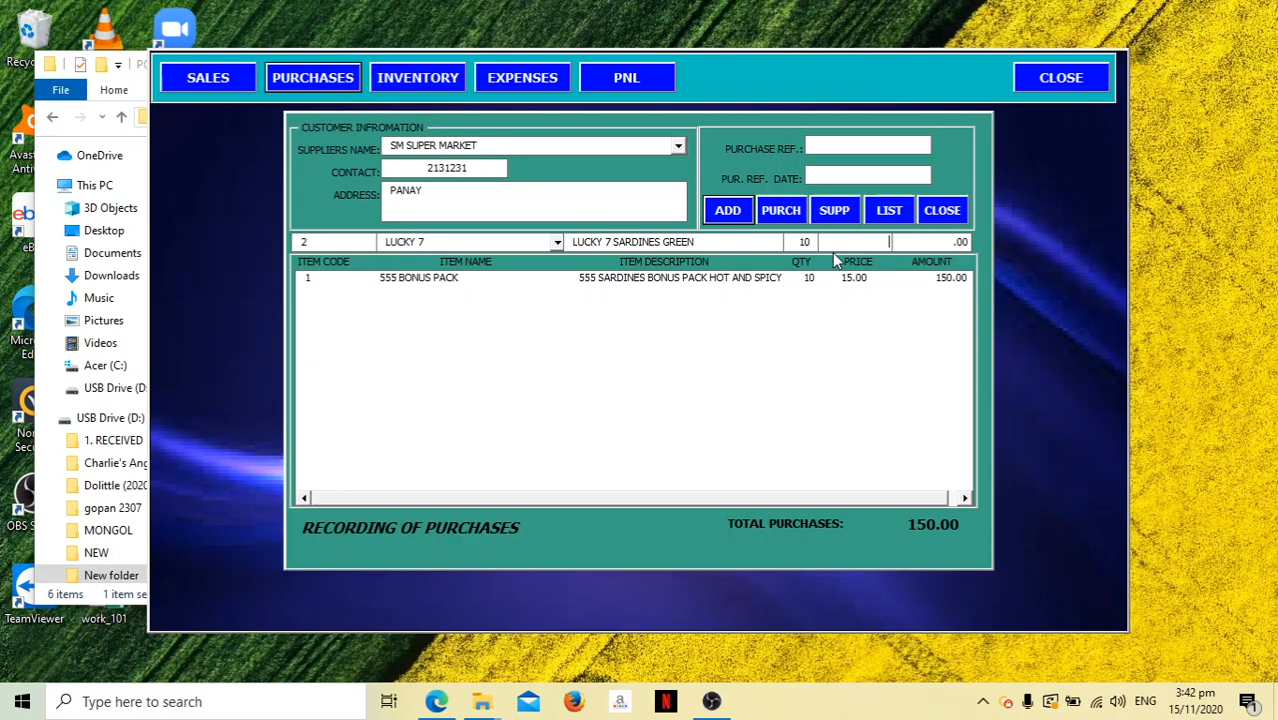 SALES PURCHASES INVENTORY EXPENSES PNL CLOSE
File Home
OneDrive
This PC
3D Objects
Desktop
Documents
Downloads
Music
Pictures
Videos
Acer (C:)
USB Drive (D
USB Drive (D:)
1. RECEIVED
Charlie's Ang
Dolittle (2020
gopan 2307
MONGOL
NEW
New folder
6 items 1 item se
TeamViewer work_101
CUSTOMER INFROMATION
SUPPLIERS NAME: SM SUPER MARKET
CONTACT: 2131231
ADDRESS: PANAY
PURCHASE REF.:
PUR. REF. DATE:
ADD PURCH SUPP LIST CLOSE
2 LUCKY 7 LUCKY 7 SARDINES GREEN 10 .00
ITEM CODE ITEM NAME ITEM DESCRIPTION QTY PRICE AMOUNT
1 555 BONUS PACK 555 SARDINES BONUS PACK HOT AND SPICY 10 15.00 150.00
RECORDING OF PURCHASES TOTAL PURCHASES: 150.00
Type here to search
ENG
3:42 pm
15/11/2020